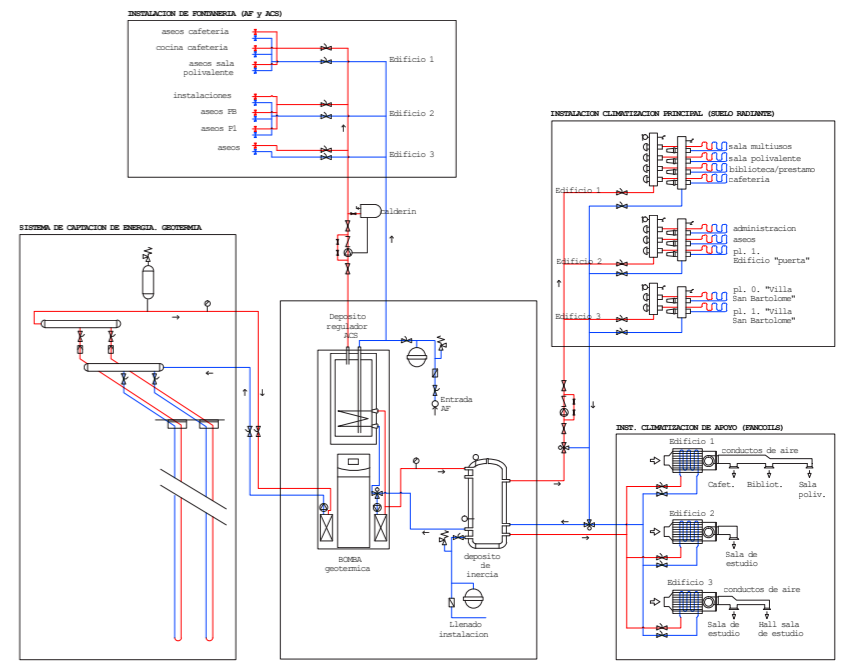 INSTALACION DE FONTANERIA (AF y ACS)
aseos cafeteria
cocina cafeteria
Edificio 1
aseos sala
polivalente
instalaciones
aseos PB
Edificio 2
aseos P1
aseos
Edificio 3
calderin
INSTALACION CLIMATIZACION PRINCIPAL (SUELO RADIANTE)
sala multiusos
sala polivalente
biblioteca/prestamo
cafeteria
Edificio 1
administracion
aseos
pl. 1.
Edificio "puerta"
Edificio 2
pl. 0. "Villa
San Bartolome"
pl. 1. "Villa
San Bartolome"
Edificio 3
SISTEMA DE CAPTACION DE ENERGIA. GEOTERMIA
Deposito
regulador
ACS
Entrada
AF
BOMBA
geotermica
deposito
de
inercia
Llenado
instalacion
INST. CLIMATIZACION DE APOYO (FANCOILS)
Edificio 1
conductos de aire
Cafet.
Bibliot.
Sala
poliv.
Edificio 2
Sala de
estudio
Edificio 3
conductos de aire
Sala de
estudio
Hall sala
de estudio